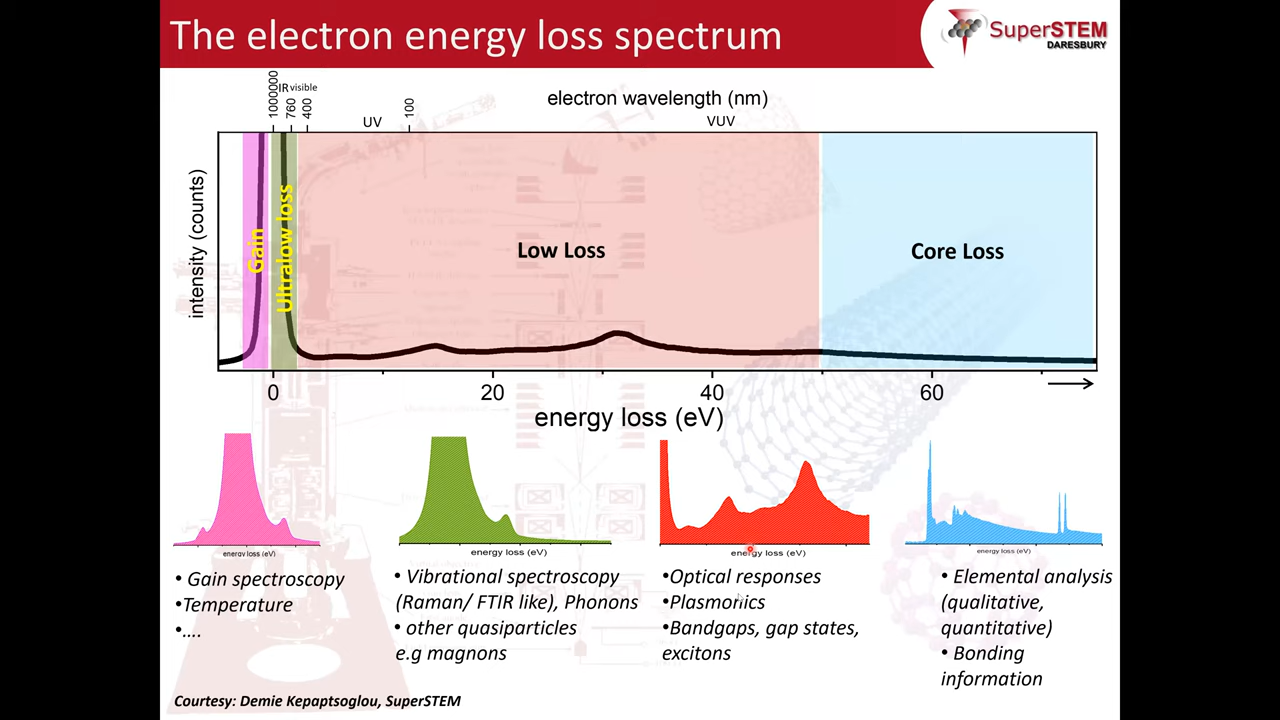 The electron energy loss spectrum
SuperSTEM
DARESBURY
1000000
IR
visible
760
400
100
electron wavelength (nm)
UV
VUV
intensity (counts)
Gain
Ultralow loss
Low Loss
Core Loss
0
20
40
60
energy loss (eV)
energy loss (eV)
energy loss (eV)
energy loss (eV)
energy loss (eV)
• Gain spectroscopy
•Temperature
•....
• Vibrational spectroscopy
(Raman/ FTIR like), Phonons
• other quasiparticles
e.g magnons
•Optical responses
•Plasmonics
•Bandgaps, gap states,
excitons
• Elemental analysis
(qualitative,
quantitative)
• Bonding
information
Courtesy: Demie Kepaptsoglou, SuperSTEM